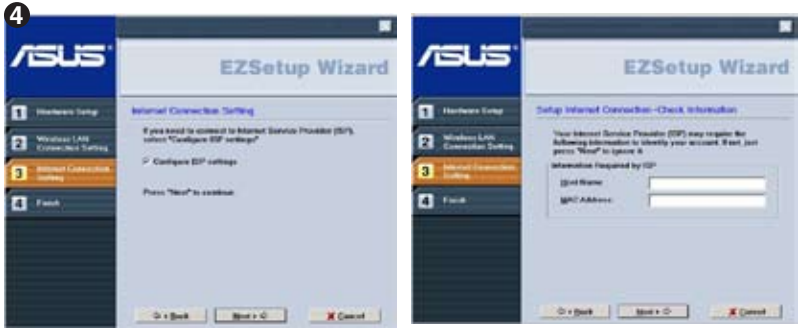 4
ASUS
EZSetup Wizard
1 Hardware Setup
2 Wireless LAN
Connection Setting
3 Internet Connection
Setting
4 Finish
Internet Connection Setting
If you need to connect to Internet Service Provider (ISP),
select "Configure ISP settings"
Configure ISP settings
Press "Next" to continue.
< Back
Next >
Cancel
ASUS
EZSetup Wizard
1 Hardware Setup
2 Wireless LAN
Connection Setting
3 Internet Connection
Setting
4 Finish
Setup Internet Connection-Check Information
Your Internet Service Provider (ISP) may require the
following information to identify your account. If not, just
press "Next" to ignore it.
Information Required by ISP
Host Name:
MAC Address:
< Back
Next >
Cancel